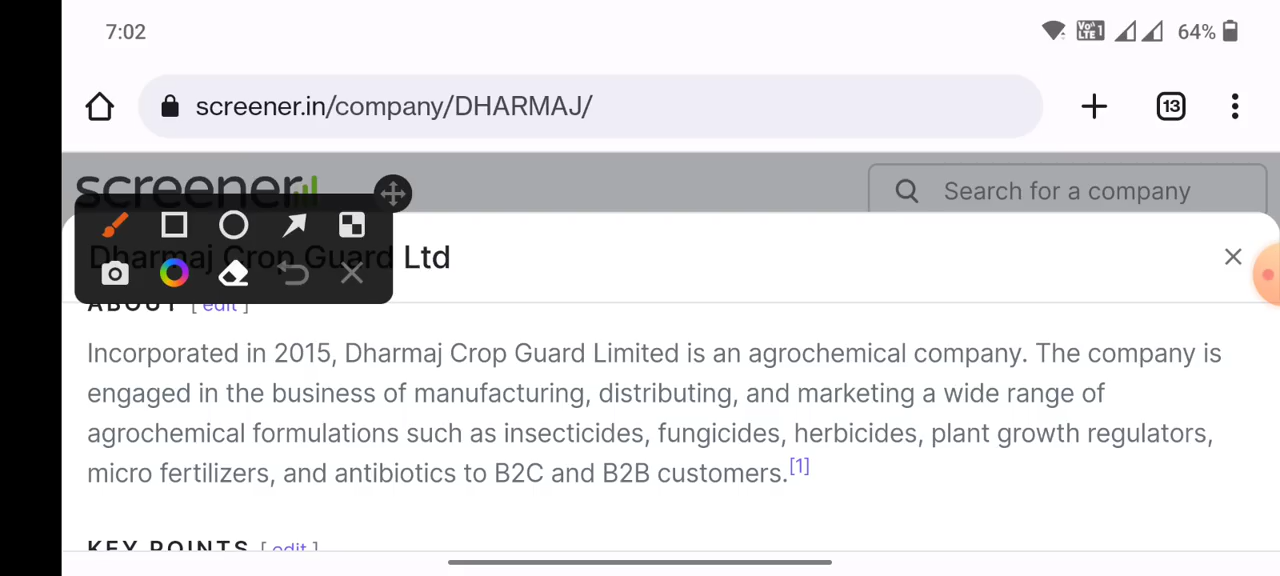 7:02
VoLTE 1
64%
screener.in/company/DHARMAJ/
13
screener
Search for a company
Dharmaj Crop Guard Ltd
ABOUT [ edit ]
Incorporated in 2015, Dharmaj Crop Guard Limited is an agrochemical company. The company is
engaged in the business of manufacturing, distributing, and marketing a wide range of
agrochemical formulations such as insecticides, fungicides, herbicides, plant growth regulators,
micro fertilizers, and antibiotics to B2C and B2B customers.[1]
KEY POINTS [ edit ]